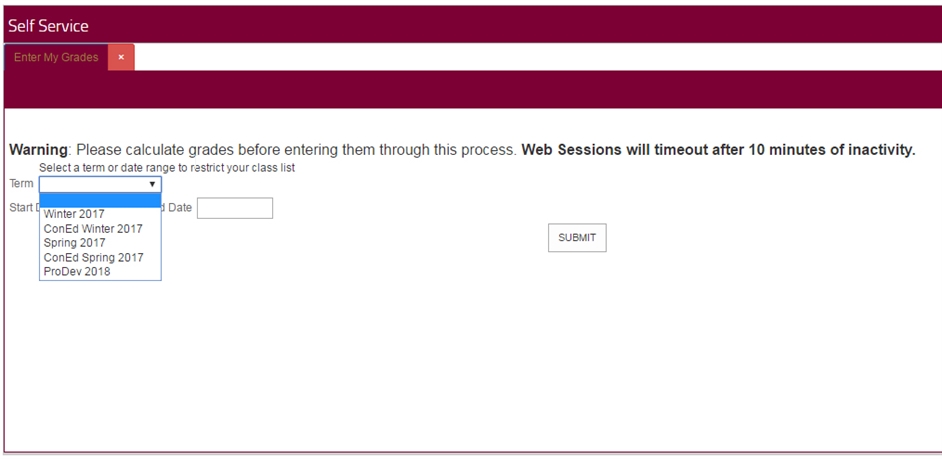 Self Service
Enter My Grades ×
Warning: Please calculate grades before entering them through this process. Web Sessions will timeout after 10 minutes of inactivity.
Select a term or date range to restrict your class list
Term
Start Date
Winter 2017
ConEd Winter 2017
Spring 2017
ConEd Spring 2017
ProDev 2018
SUBMIT